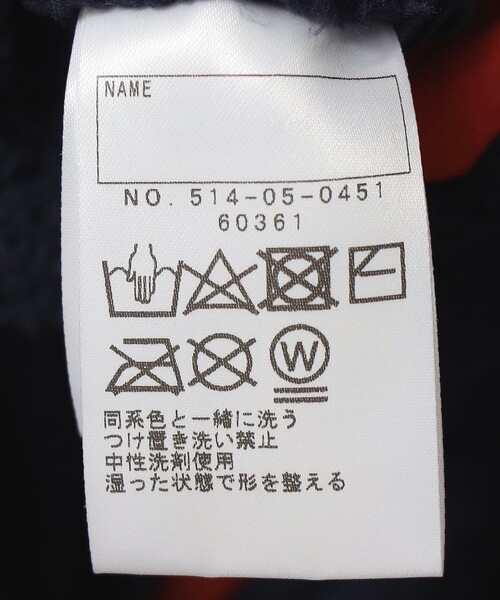 NAME
NO. 514-05-0451
60361
W
同系色と一緒に洗う
つけ置き洗い禁止
中性洗剤使用
湿った状態で形を整える